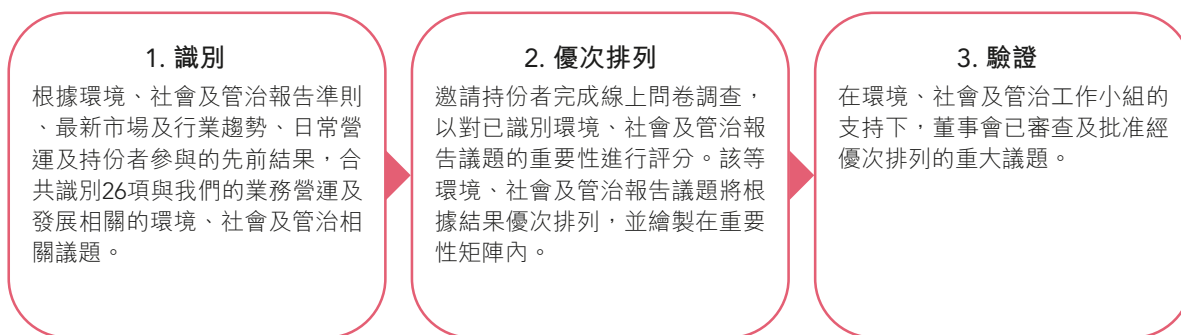 1. 識別
根據環境、社會及管治報告準則
、最新市場及行業趨勢、日常營
運及持份者參與的先前結果，合
共識別26項與我們的業務營運及
發展相關的環境、社會及管治相
關議題。
2. 優次排列
邀請持份者完成線上問卷調查，
以對已識別環境、社會及管治報
告議題的重要性進行評分。該等
環境、社會及管治報告議題將根
據結果優次排列，並繪製在重要
性矩陣內。
3. 驗證
在環境、社會及管治工作小組的
支持下，董事會已審查及批准經
優次排列的重大議題。